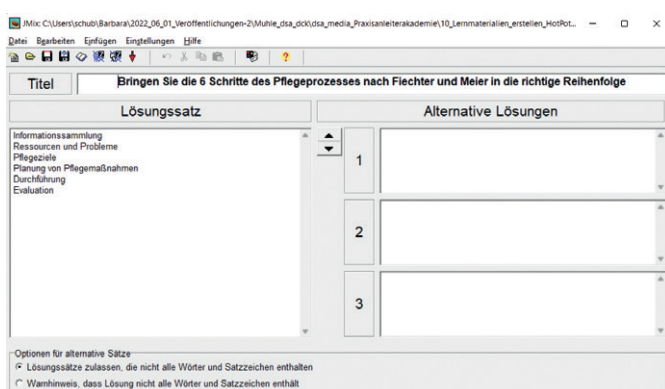 JMix: C:\Users\schub\Barbara\2022_06_01_Veröffentlichungen-2\Muhle_dsa_dck\dsa_media_Praxisanleiterakademie\10_Lernmaterialien_erstellen_HotPot...
Datei Bearbeiten Einfügen Einstellungen Hilfe
Titel Bringen Sie die 6 Schritte des Pflegeprozesses nach Fiechter und Meier in die richtige Reihenfolge
Lösungssatz Alternative Lösungen
Informationssammlung
Ressourcen und Probleme
Pflegeziele
Planung von Pflegemaßnahmen
Durchführung
Evaluation
1
2
3
Optionen für alternative Sätze
Lösungssätze zulassen, die nicht alle Wörter und Satzzeichen enthalten
Warnhinweis, dass Lösung nicht alle Wörter und Satzzeichen enthält